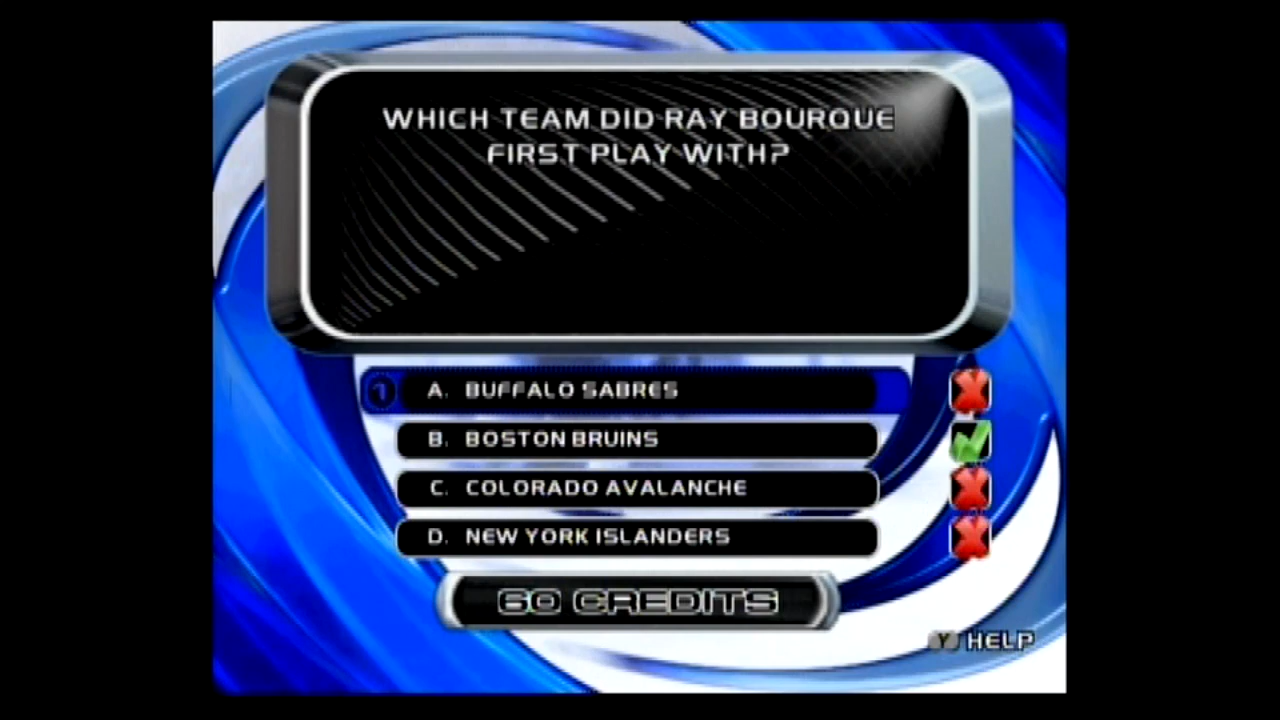 WHICH TEAM DID RAY BOURQUE
FIRST PLAY WITH?
1 A. BUFFALO SABRES
B. BOSTON BRUINS
C. COLORADO AVALANCHE
D. NEW YORK ISLANDERS
60 CREDITS
Y HELP